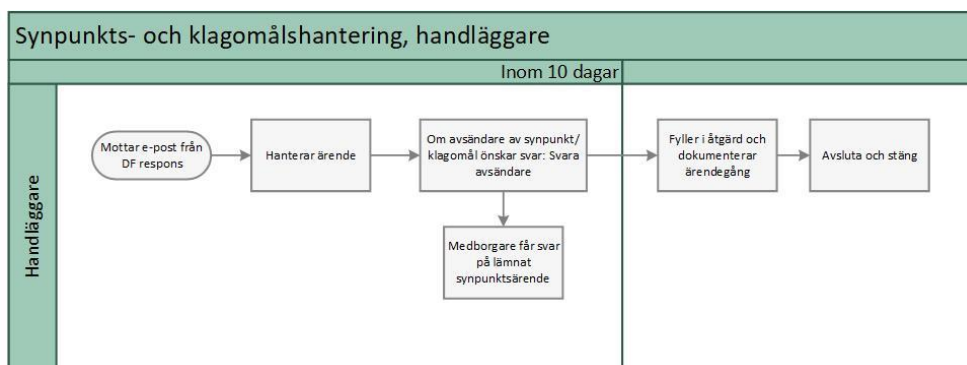 Synpunkts- och klagomålshantering, handläggare
Inom 10 dagar
Handläggare
Mottar e-post från
DF respons
Hanterar ärende
Om avsändare av synpunkt/
klagomål önskar svar: Svara
avsändare
Medborgare får svar
på lämnat
synpunktsärende
Fyller i åtgärd och
dokumenterar
ärendegång
Avsluta och stäng